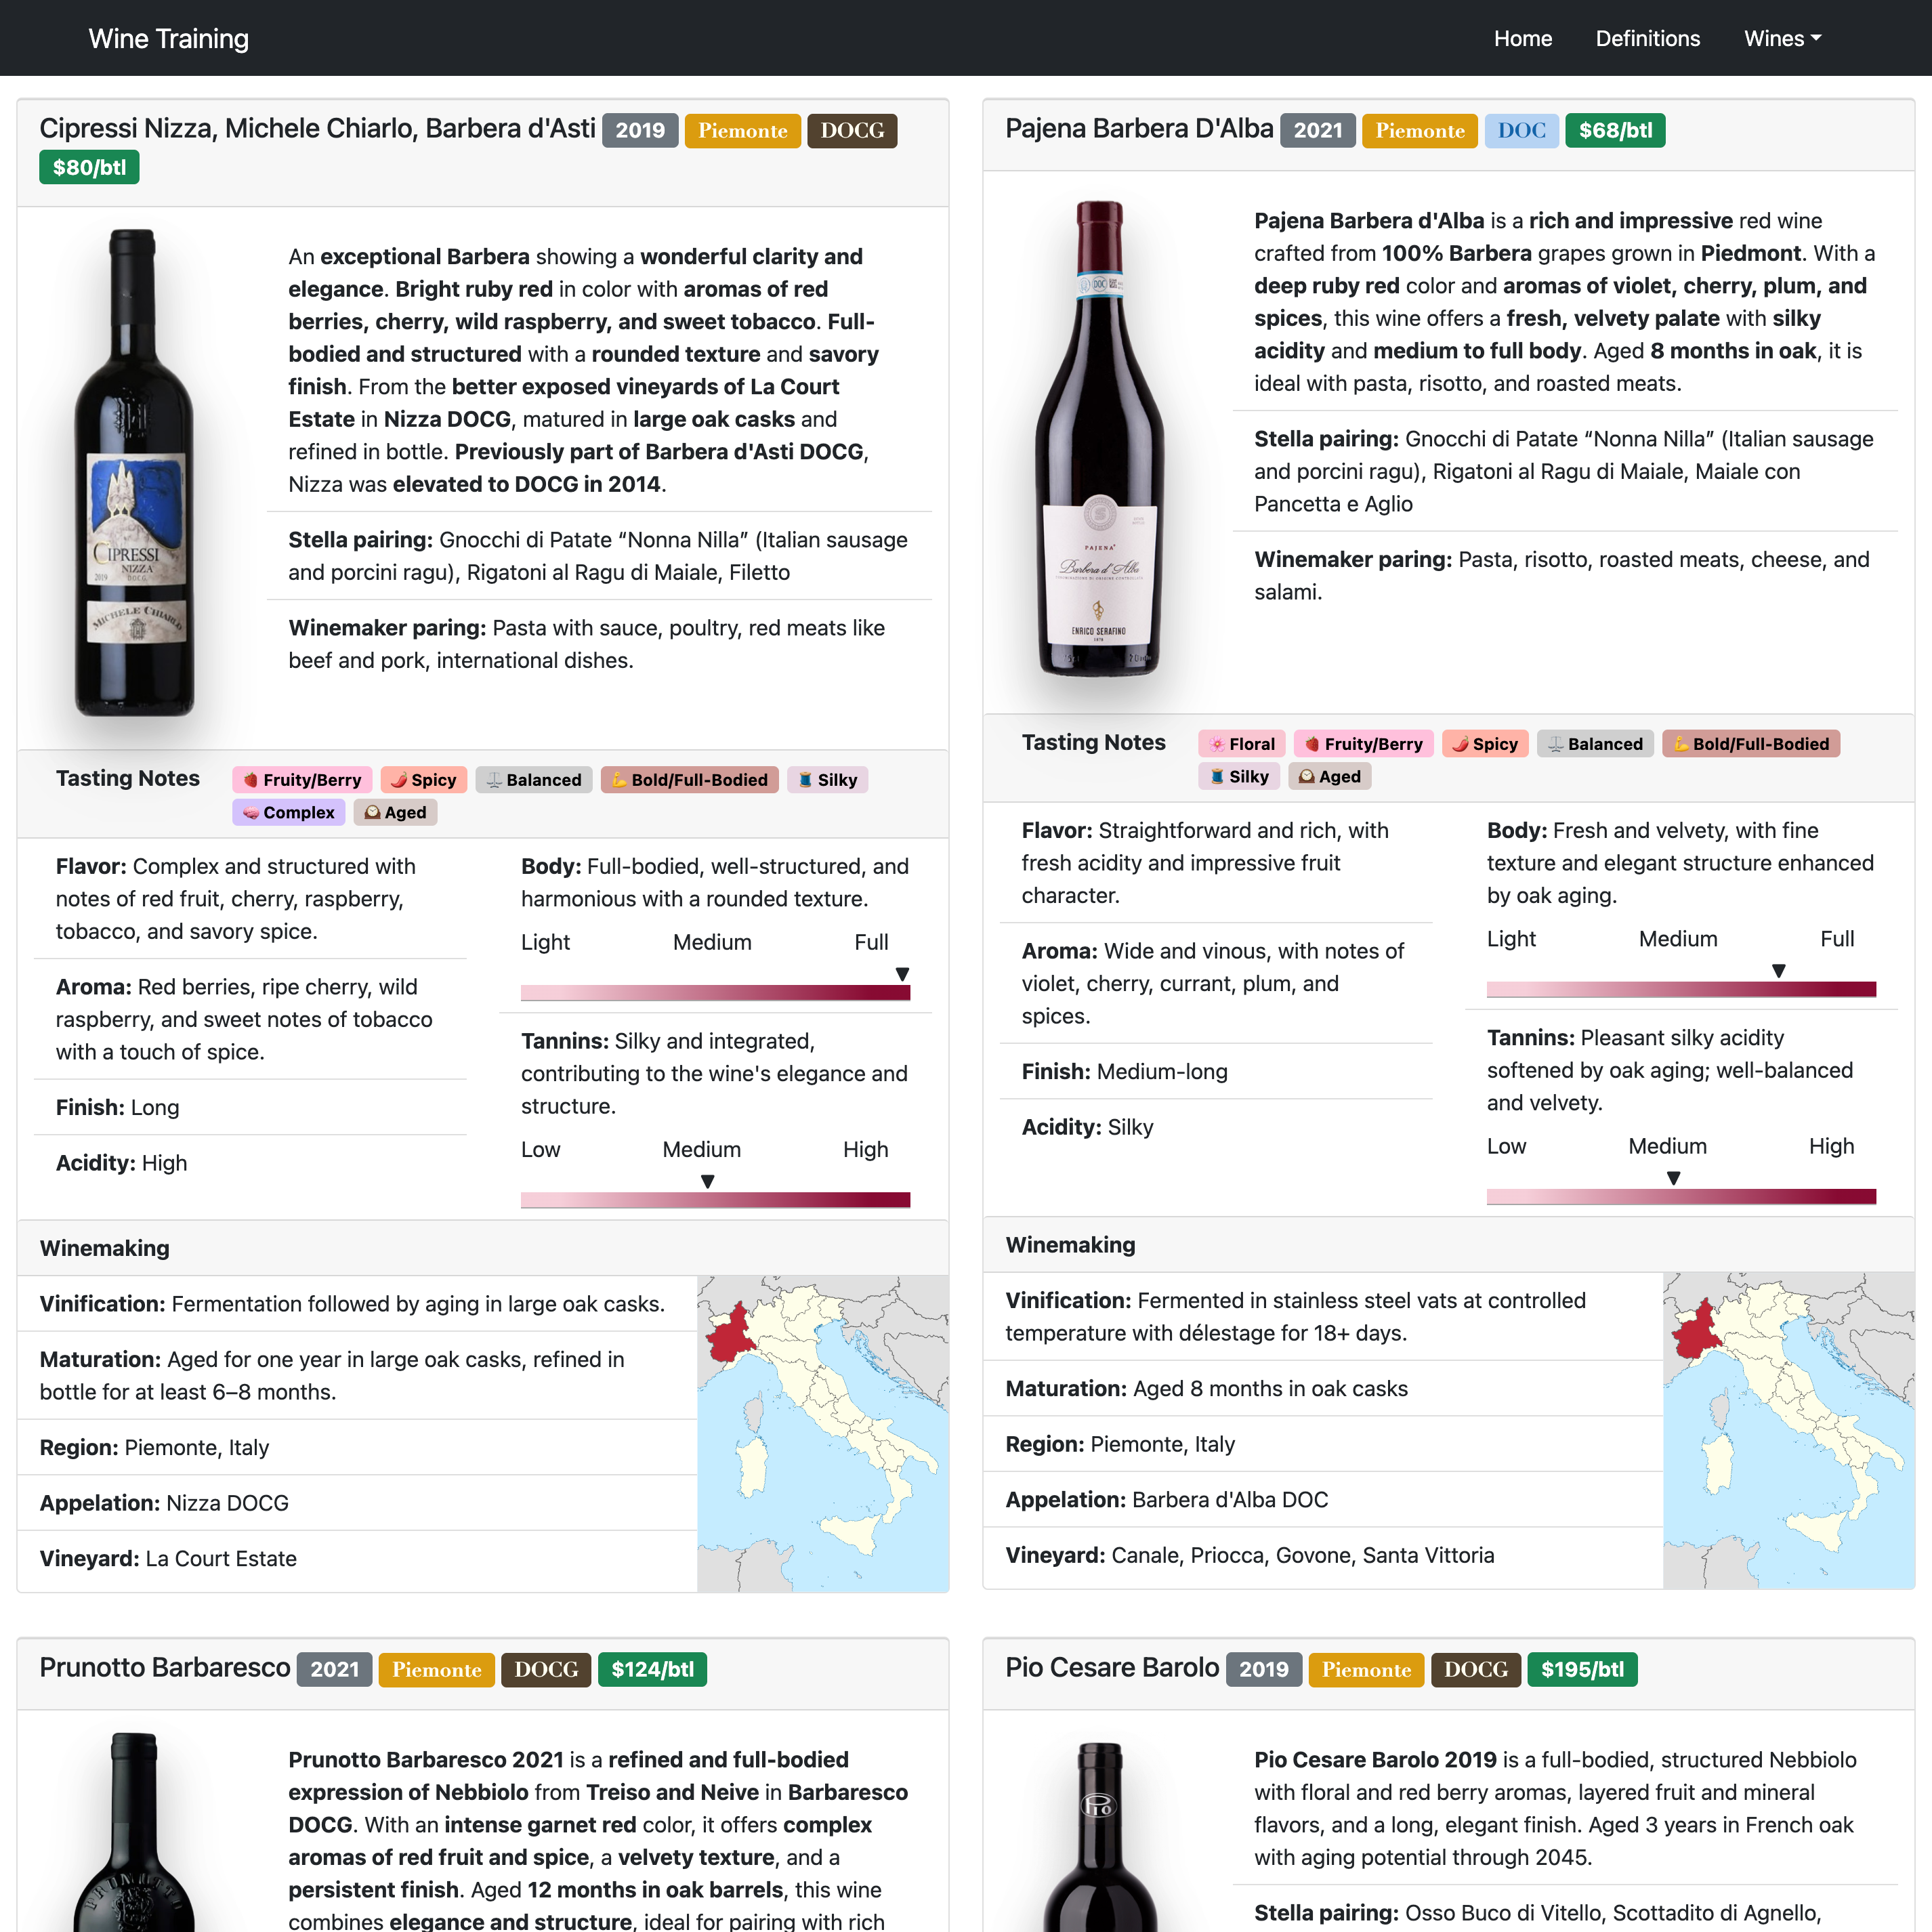 Wine Training
Home
Definitions
Wines
Cipressi Nizza, Michele Chiarlo, Barbera d'Asti 2019 Piemonte DOCG
$80/btl
An exceptional Barbera showing a wonderful clarity and
elegance. Bright ruby red in color with aromas of red
berries, cherry, wild raspberry, and sweet tobacco. Full-
bodied and structured with a rounded texture and savory
finish. From the better exposed vineyards of La Court
Estate in Nizza DOCG, matured in large oak casks and
refined in bottle. Previously part of Barbera d'Asti DOCG,
Nizza was elevated to DOCG in 2014.
CIPRESSI
NIZZA
2019 DOCG
MICHELE CHIARLO
Stella pairing: Gnocchi di Patate “Nonna Nilla” (Italian sausage
and porcini ragu), Rigatoni al Ragu di Maiale, Filetto
Winemaker paring: Pasta with sauce, poultry, red meats like
beef and pork, international dishes.
Tasting Notes
Fruity/Berry
Spicy
Balanced
Bold/Full-Bodied
Silky
Complex
Aged
Flavor: Complex and structured with
notes of red fruit, cherry, raspberry,
tobacco, and savory spice.
Aroma: Red berries, ripe cherry, wild
raspberry, and sweet notes of tobacco
with a touch of spice.
Finish: Long
Acidity: High
Body: Full-bodied, well-structured, and
harmonious with a rounded texture.
Light Medium Full
Tannins: Silky and integrated,
contributing to the wine's elegance and
structure.
Low Medium High
Winemaking
Vinification: Fermentation followed by aging in large oak casks.
Maturation: Aged for one year in large oak casks, refined in
bottle for at least 6–8 months.
Region: Piemonte, Italy
Appelation: Nizza DOCG
Vineyard: La Court Estate
Pajena Barbera D'Alba 2021 Piemonte DOC $68/btl
Pajena Barbera d'Alba is a rich and impressive red wine
crafted from 100% Barbera grapes grown in Piedmont. With a
deep ruby red color and aromas of violet, cherry, plum, and
spices, this wine offers a fresh, velvety palate with silky
acidity and medium to full body. Aged 8 months in oak, it is
ideal with pasta, risotto, and roasted meats.
DOC
PAJENA
Barbera d'Alba
ENRICO SERAFINO
1878
Stella pairing: Gnocchi di Patate “Nonna Nilla” (Italian sausage
and porcini ragu), Rigatoni al Ragu di Maiale, Maiale con
Pancetta e Aglio
Winemaker paring: Pasta, risotto, roasted meats, cheese, and
salami.
Tasting Notes
Floral
Fruity/Berry
Spicy
Balanced
Bold/Full-Bodied
Silky
Aged
Flavor: Straightforward and rich, with
fresh acidity and impressive fruit
character.
Aroma: Wide and vinous, with notes of
violet, cherry, currant, plum, and
spices.
Finish: Medium-long
Acidity: Silky
Body: Fresh and velvety, with fine
texture and elegant structure enhanced
by oak aging.
Light Medium Full
Tannins: Pleasant silky acidity
softened by oak aging; well-balanced
and velvety.
Low Medium High
Winemaking
Vinification: Fermented in stainless steel vats at controlled
temperature with délestage for 18+ days.
Maturation: Aged 8 months in oak casks
Region: Piemonte, Italy
Appelation: Barbera d'Alba DOC
Vineyard: Canale, Priocca, Govone, Santa Vittoria
Prunotto Barbaresco 2021 Piemonte DOCG $124/btl
PRUNOTTO
Prunotto Barbaresco 2021 is a refined and full-bodied
expression of Nebbiolo from Treiso and Neive in Barbaresco
DOCG. With an intense garnet red color, it offers complex
aromas of red fruit and spice, a velvety texture, and a
persistent finish. Aged 12 months in oak barrels, this wine
combines elegance and structure, ideal for pairing with rich
Pio Cesare Barolo 2019 Piemonte DOCG $195/btl
Pio
Pio Cesare Barolo 2019 is a full-bodied, structured Nebbiolo
with floral and red berry aromas, layered fruit and mineral
flavors, and a long, elegant finish. Aged 3 years in French oak
with aging potential through 2045.
Stella pairing: Osso Buco di Vitello, Scottadito di Agnello,